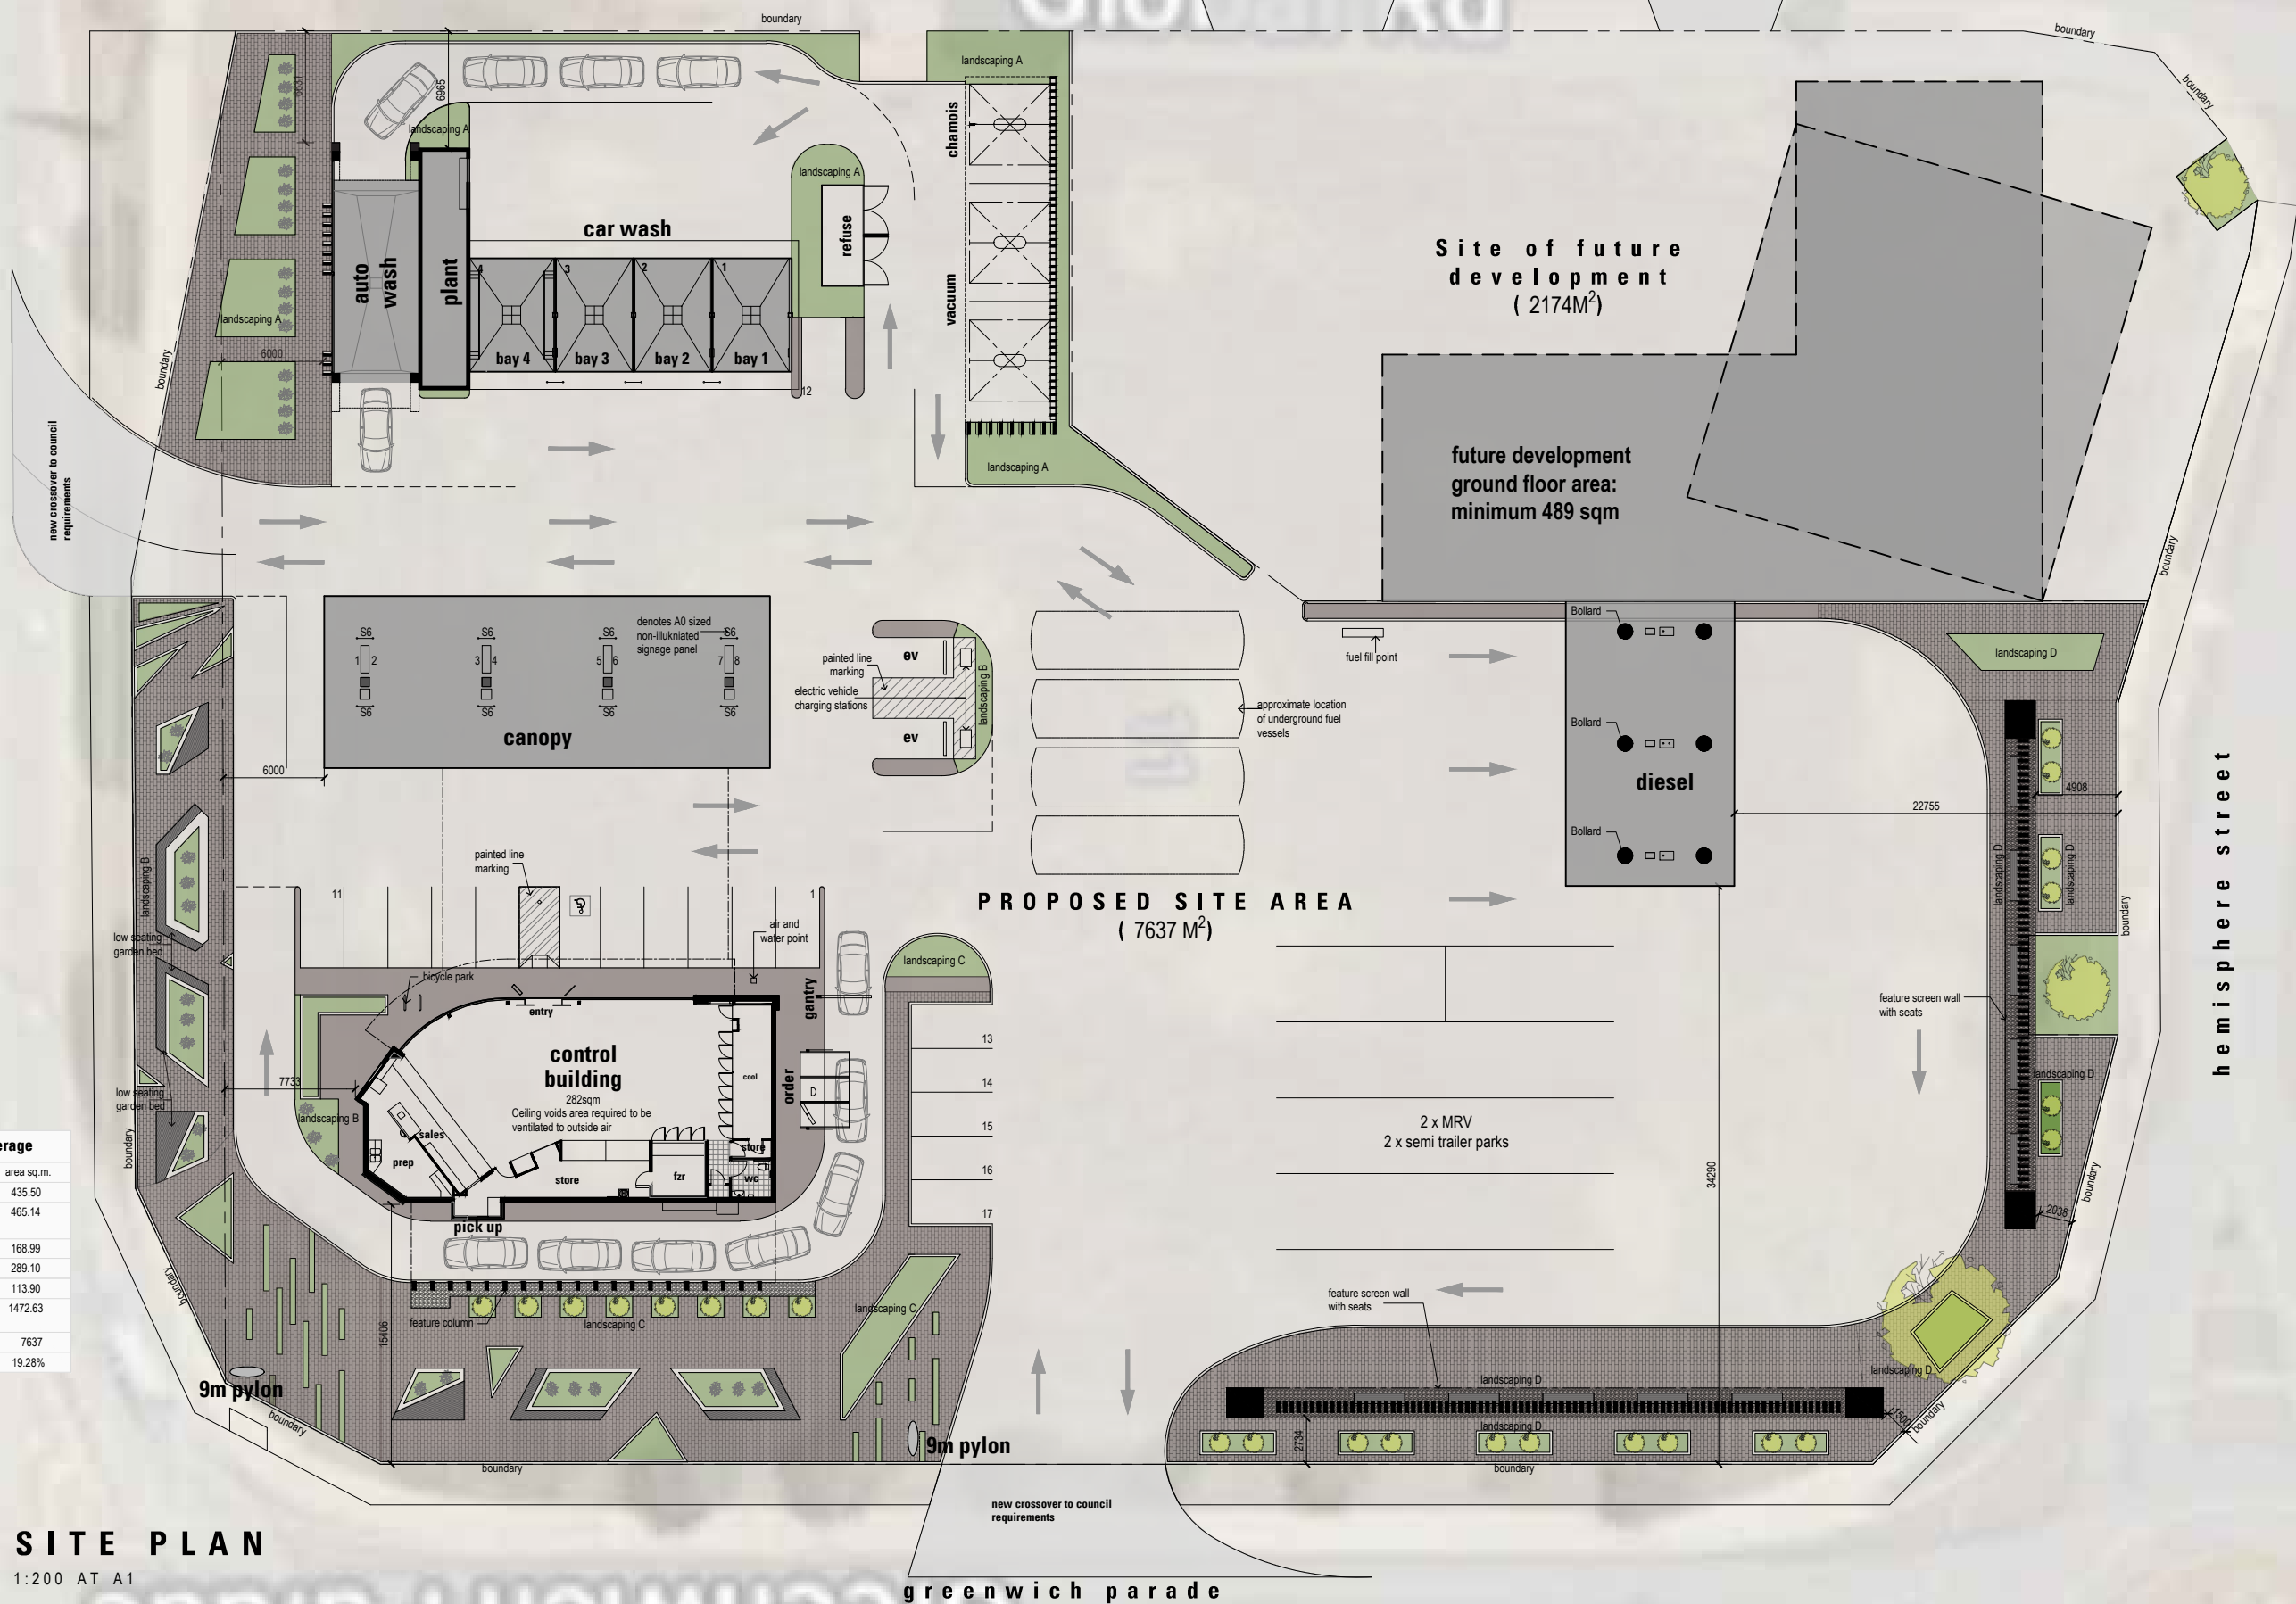 Global Rd
boundary
boundary
boundary
landscaping A
6631
6965
landscaping A
chamois
landscaping A
car wash
refuse
auto
wash
plant
4
3
2
1
vacuum
Site of future
development
( 2174M2)
landscaping A
6000
boundary
bay 4
bay 3
bay 2
bay 1
12
new crossover to council
requirements
landscaping A
future development
ground floor area:
minimum 489 sqm
boundary
S6
S6
S6
S6
denotes A0 sized
non-illukniated
signage panel
1
2
3
4
5
6
7
8
S6
S6
S6
S6
canopy
painted line
marking
ev
electric vehicle
charging stations
ev
landscaping B
fuel fill point
approximate location
of underground fuel
vessels
Bollard
Bollard
diesel
Bollard
landscaping D
4908
22755
hemisphere street
6000
painted line
marking
landscaping B
11
1
landscaping D
landscaping D
boundary
PROPOSED SITE AREA
( 7637 M2)
air and
water point
low seating
garden bed
bicycle park
landscaping C
gantry
entry
feature screen wall
with seats
control
building
282sqm
Ceiling voids area required to be
ventilated to outside air
cool
order
D
13
14
15
16
17
7733
low seating
garden bed
landscaping B
landscaping D
sales
prep
store
fzr
store
wc
pick up
2 x MRV
2 x semi trailer parks
34290
boundary
boundary
2038
erage
area sq.m.
435.50
465.14
168.99
289.10
113.90
1472.63
7637
19.28%
boundary
feature column
landscaping C
landscaping C
15406
feature screen wall
with seats
9m pylon
boundary
landscaping D
landscaping D
landscaping D
1500
boundary
2734
9m pylon
boundary
boundary
new crossover to council
requirements
SITE PLAN
1:200 AT A1
greenwich parade